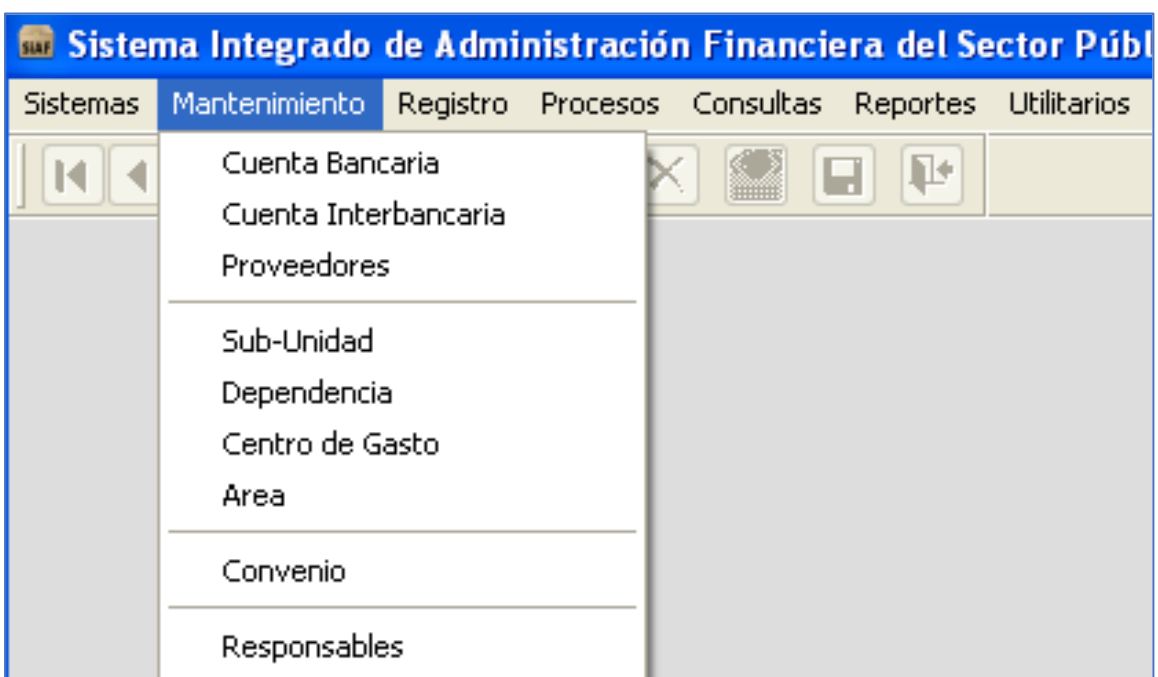 SIAF Sistema Integrado de Administración Financiera del Sector Públ
Sistemas Mantenimiento Registro Procesos Consultas Reportes Utilitarios
Cuenta Bancaria
Cuenta Interbancaria
Proveedores
Sub-Unidad
Dependencia
Centro de Gasto
Area
Convenio
Responsables